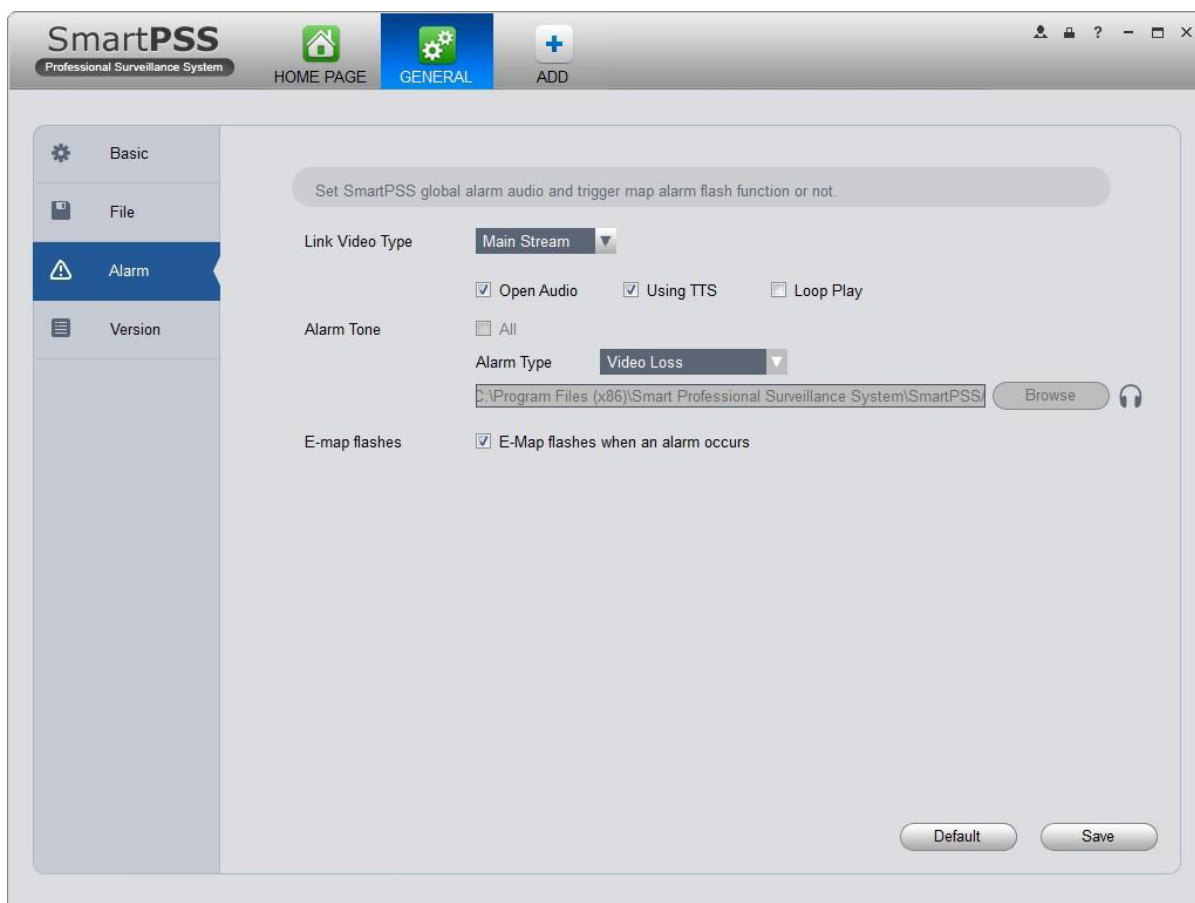 SmartPSS
Professional Surveillance System
HOME PAGE
GENERAL
ADD
?
Basic
File
Alarm
Version
Set SmartPSS global alarm audio and trigger map alarm flash function or not.
Link Video Type Main Stream
Open Audio Using TTS Loop Play
Alarm Tone All
Alarm Type Video Loss
C:\Program Files (x86)\Smart Professional Surveillance System\SmartPSS/ Browse
E-map flashes E-Map flashes when an alarm occurs
Default Save